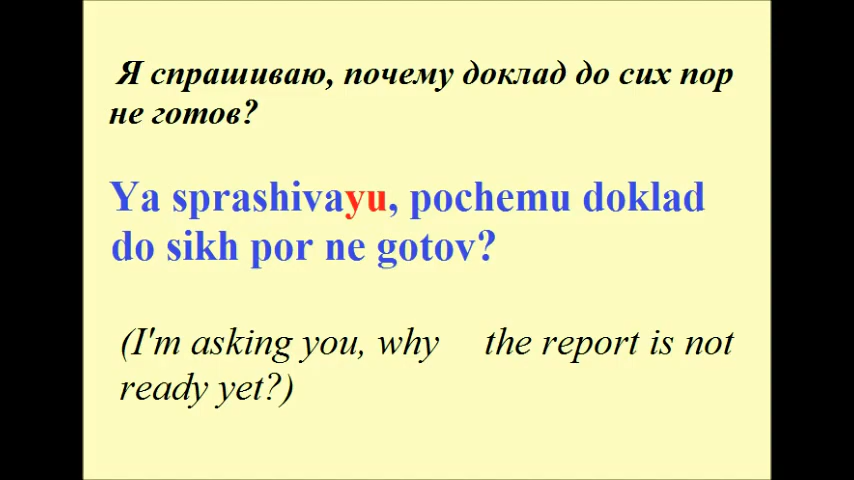 Я спрашиваю, почему доклад до сих пор
не готов?
Ya sprashivayu, pochemu doklad
do sikh por ne gotov?
(I'm asking you, why the report is not
ready yet?)